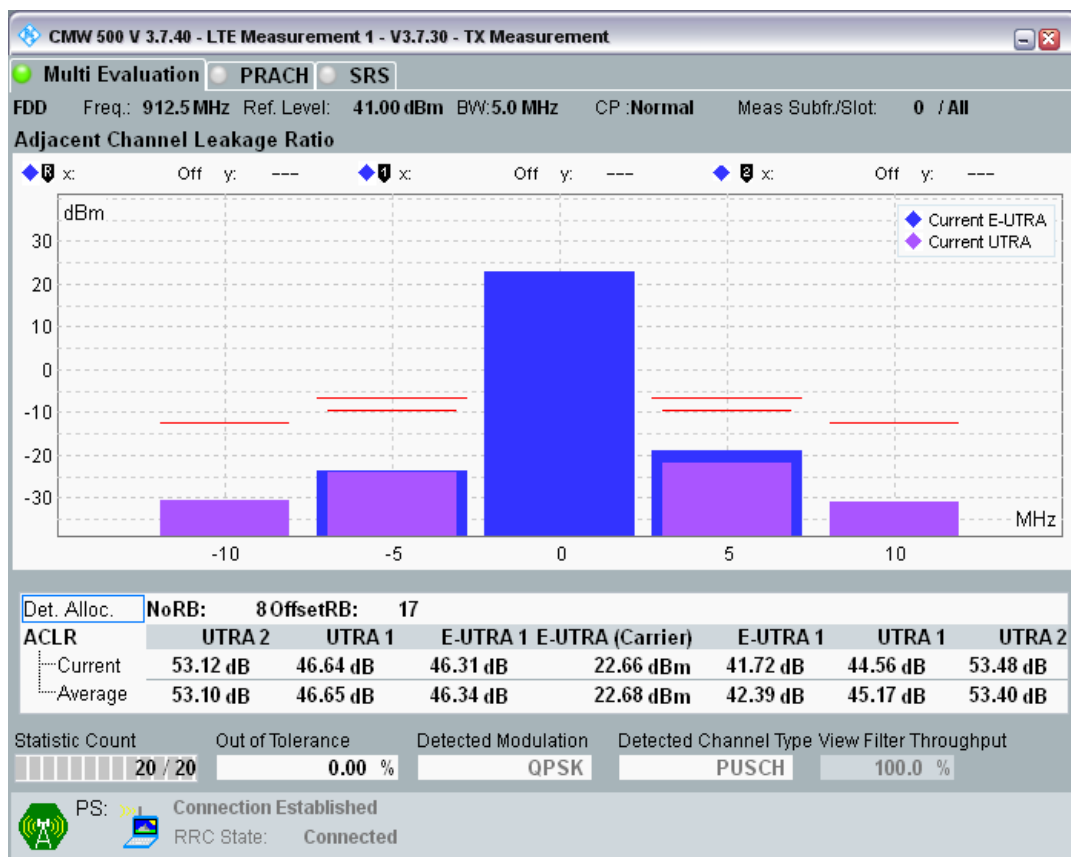 CMW 500 V 3.7.40 - LTE Measurement 1 - V3.7.30 - TX Measurement
Multi Evaluation PRACH SRS
FDD Freq.: 912.5 MHz Ref. Level: 41.00 dBm BW:5.0 MHz CP :Normal Meas Subfr./Slot: 0 / All
Adjacent Channel Leakage Ratio
R x: Off y: --- 1 x: Off y: --- 2 x: Off y: ---
dBm
Current E-UTRA
Current UTRA
30
20
10
0
-10
-20
-30
MHz
-10 -5 0 5 10
Det. Alloc. NoRB: 8 OffsetRB: 17
ACLR UTRA 2 UTRA 1 E-UTRA 1 E-UTRA (Carrier) E-UTRA 1 UTRA 1 UTRA 2
Current 53.12 dB 46.64 dB 46.31 dB 22.66 dBm 41.72 dB 44.56 dB 53.48 dB
Average 53.10 dB 46.65 dB 46.34 dB 22.68 dBm 42.39 dB 45.17 dB 53.40 dB
Statistic Count Out of Tolerance Detected Modulation Detected Channel Type View Filter Throughput
20 / 20 0.00 % QPSK PUSCH 100.0 %
PS: Connection Established
RRC State: Connected